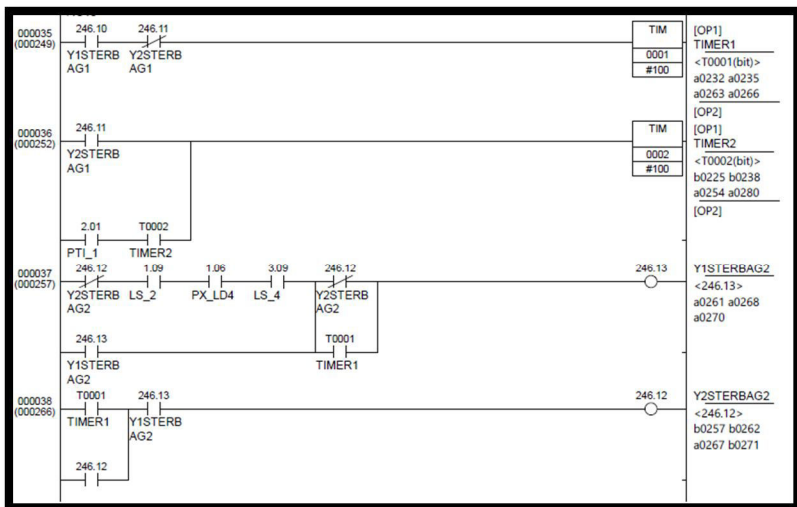 000035
(000249)
246.10 246.11
Y1STERB Y2STERB
AG1 AG1
TIM
0001
#100
[OP1]
TIMER1
<T0001(bit)>
a0232 a0235
a0263 a0266
[OP2]
000036
(000252)
246.11
Y2STERB
AG1
TIM
0002
#100
[OP1]
TIMER2
<T0002(bit)>
b0225 b0238
a0254 a0280
[OP2]
2.01 T0002
PTI_1 TIMER2
000037
(000257)
246.12 1.09 1.06 3.09 246.12 246.13
Y2STERB LS_2 PX_LD4 LS_4 Y2STERB
AG2 AG2
Y1STERBAG2
<246.13>
a0261 a0268
a0270
246.13 T0001
Y1STERB TIMER1
AG2
000038
(000266)
T0001 246.13 246.12
TIMER1 Y1STERB
AG2
Y2STERBAG2
<246.12>
b0257 b0262
a0267 b0271
246.12